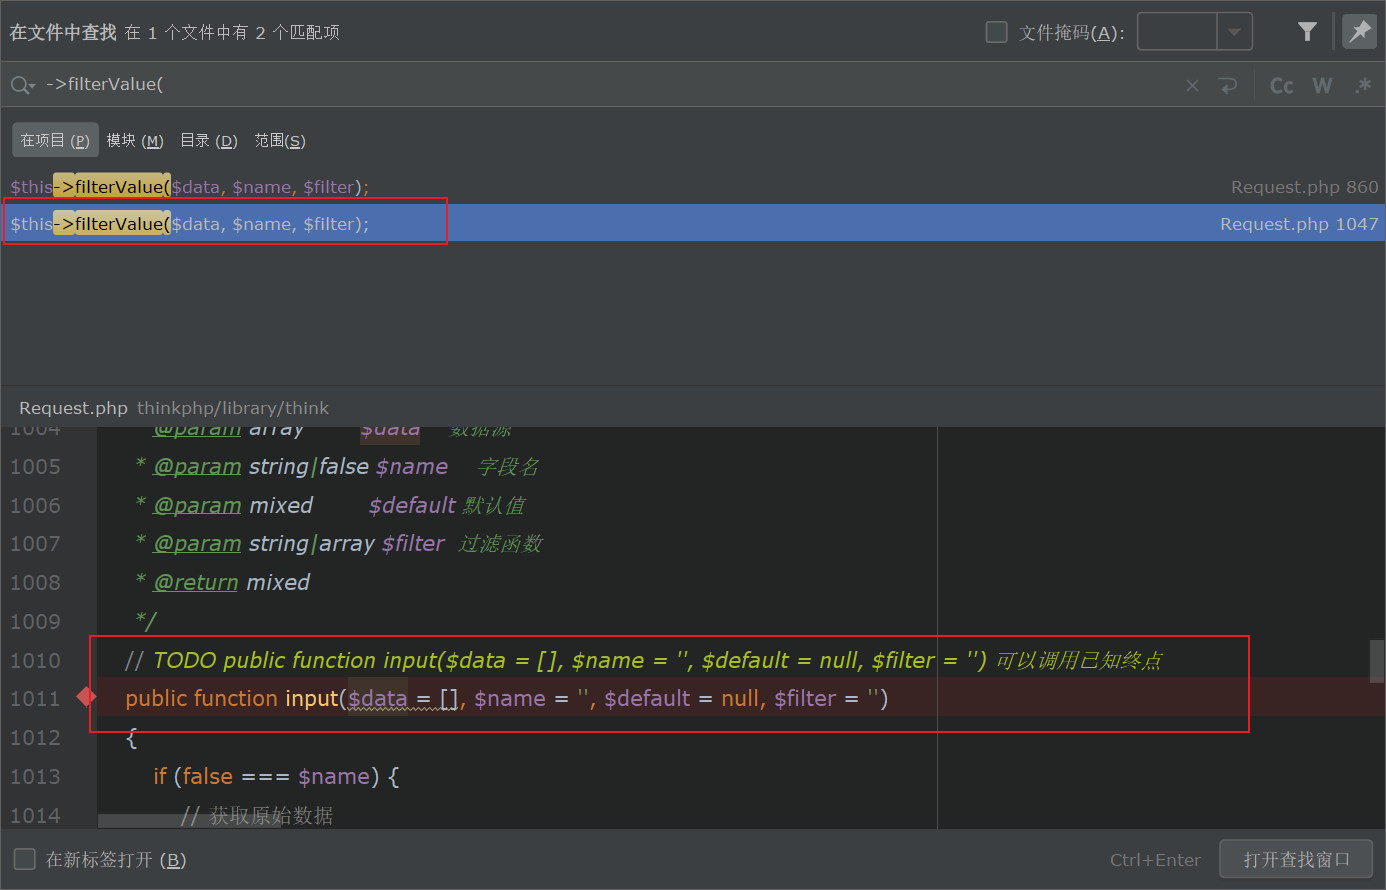 在文件中查找 在 1 个文件中有 2 个匹配项 文件掩码(A):
->filterValue( Cc W .*
在项目 (P) 模块 (M) 目录 (D) 范围(S)
$this->filterValue($data, $name, $filter); Request.php 860
$this->filterValue($data, $name, $filter); Request.php 1047
Request.php thinkphp/library/think
1004 * @param array $data 数据源
1005 * @param string|false $name 字段名
1006 * @param mixed $default 默认值
1007 * @param string|array $filter 过滤函数
1008 * @return mixed
1009 */
1010 // TODO public function input($data = [], $name = '', $default = null, $filter = '') 可以调用已知终点
1011 public function input($data = [], $name = '', $default = null, $filter = '')
1012 {
1013 if (false === $name) {
1014 // 获取原始数据
在新标签打开 (B) Ctrl+Enter 打开查找窗口